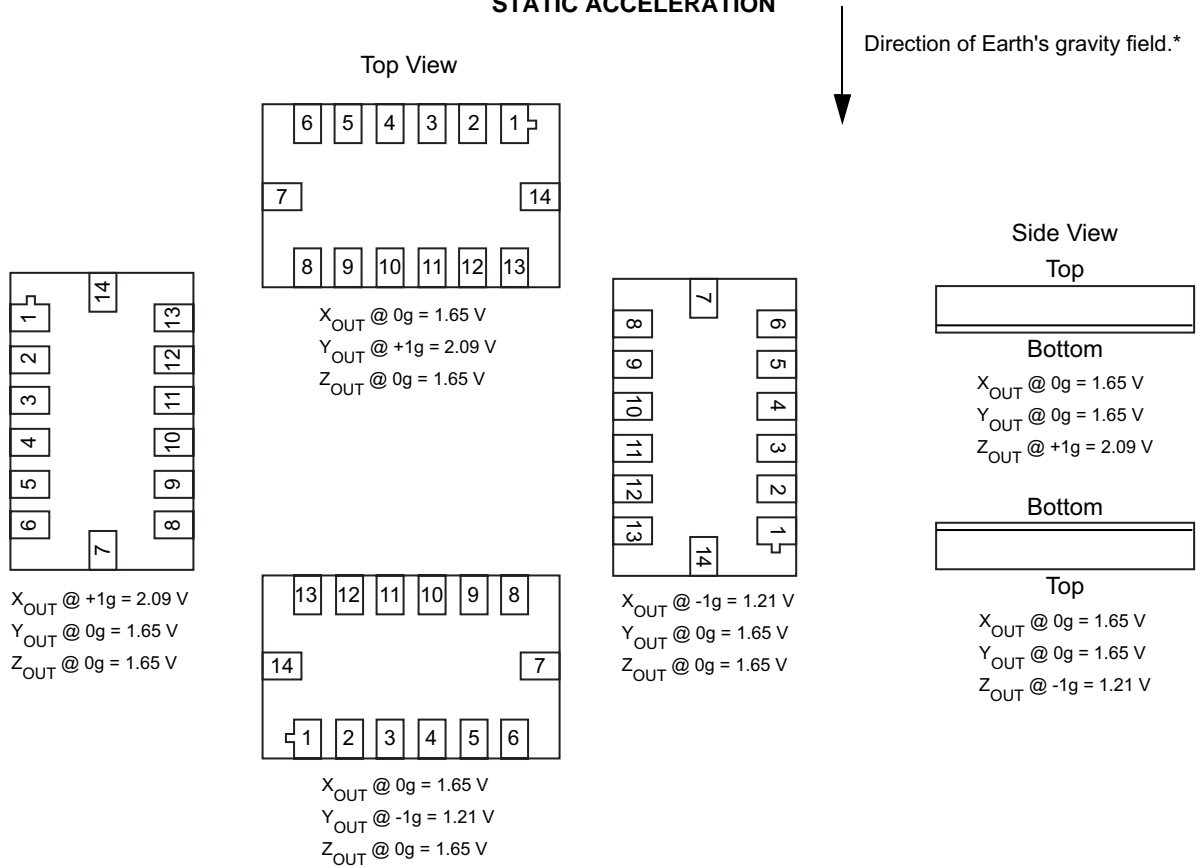 STATIC ACCELERATION
Direction of Earth's gravity field.*
Top View
6 5 4 3 2 1
7 14
8 9 10 11 12 13
XOUT @ 0g = 1.65 V
YOUT @ +1g = 2.09 V
ZOUT @ 0g = 1.65 V
14
1 13
2 12
3 11
4 10
5 9
6 8
7
XOUT @ +1g = 2.09 V
YOUT @ 0g = 1.65 V
ZOUT @ 0g = 1.65 V
7
8 6
9 5
10 4
11 3
12 2
13 1
14
XOUT @ -1g = 1.21 V
YOUT @ 0g = 1.65 V
ZOUT @ 0g = 1.65 V
13 12 11 10 9 8
14 7
1 2 3 4 5 6
XOUT @ 0g = 1.65 V
YOUT @ -1g = 1.21 V
ZOUT @ 0g = 1.65 V
Side View
Top
Bottom
XOUT @ 0g = 1.65 V
YOUT @ 0g = 1.65 V
ZOUT @ +1g = 2.09 V
Bottom
Top
XOUT @ 0g = 1.65 V
YOUT @ 0g = 1.65 V
ZOUT @ -1g = 1.21 V